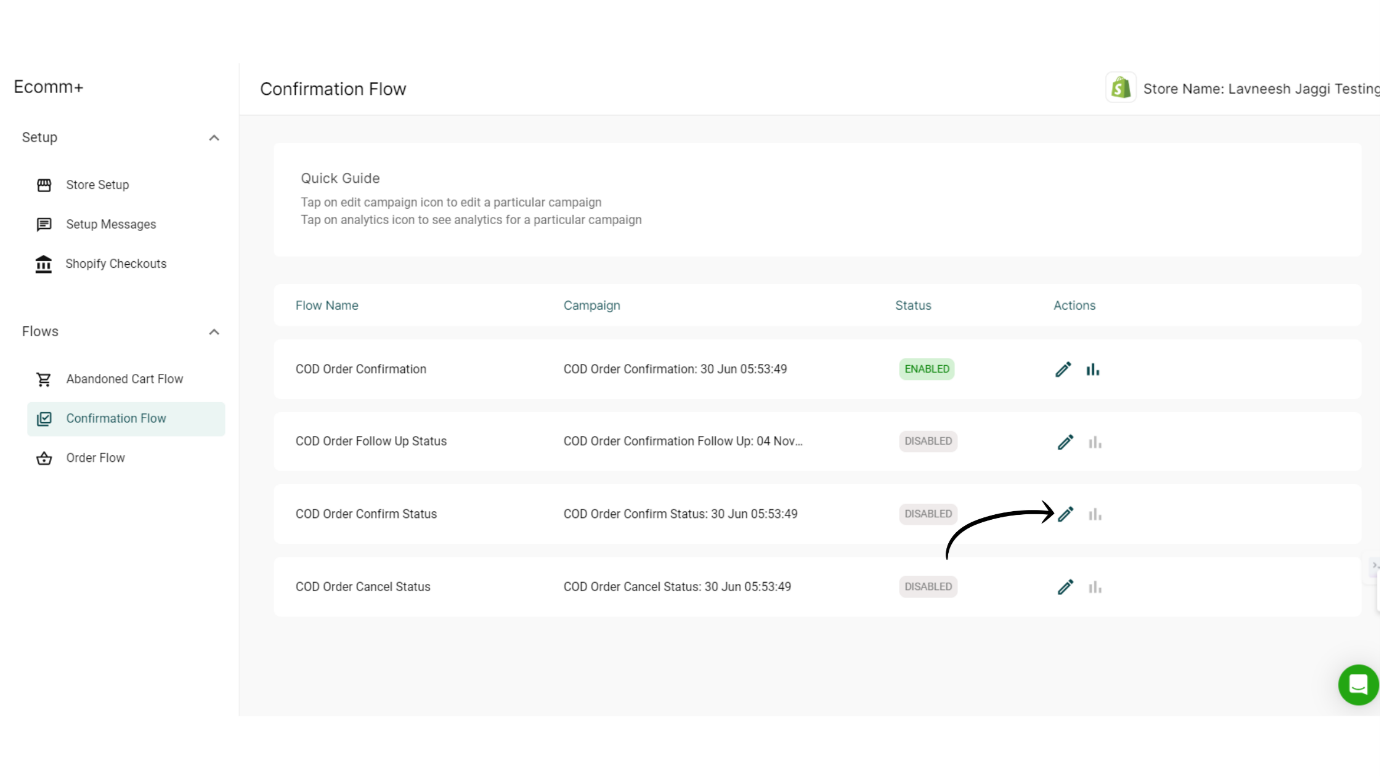 Ecomm+
Setup
Store Setup
Setup Messages
Shopify Checkouts
Flows
Abandoned Cart Flow
Confirmation Flow
Order Flow
Confirmation Flow
Store Name: Lavneesh Jaggi Testing
Quick Guide
Tap on edit campaign icon to edit a particular campaign
Tap on analytics icon to see analytics for a particular campaign
Flow Name Campaign Status Actions
COD Order Confirmation COD Order Confirmation: 30 Jun 05:53:49 ENABLED
COD Order Follow Up Status COD Order Confirmation Follow Up: 04 Nov... DISABLED
COD Order Confirm Status COD Order Confirm Status: 30 Jun 05:53:49 DISABLED
COD Order Cancel Status COD Order Cancel Status: 30 Jun 05:53:49 DISABLED